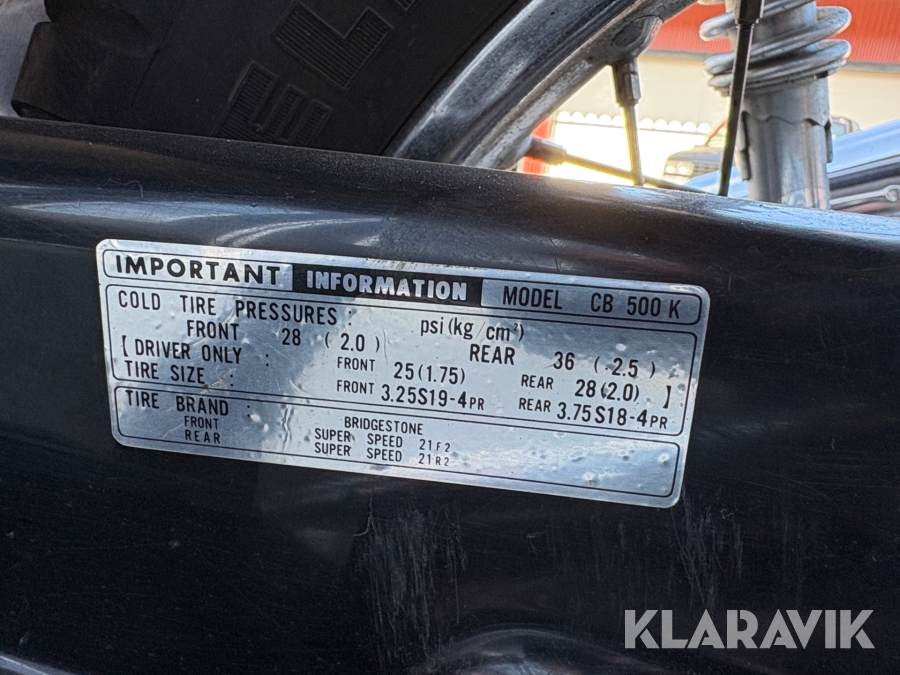 IMPORTANT INFORMATION MODEL CB 500 K
COLD TIRE PRESSURES : psi (kg/cm²)
FRONT 28 (2.0) REAR 36 (2.5)
[ DRIVER ONLY : FRONT 25 (1.75) REAR 28 (2.0) ]
TIRE SIZE : FRONT 3.25S19-4PR REAR 3.75S18-4PR
TIRE BRAND : BRIDGESTONE
FRONT SUPER SPEED 21F2
REAR SUPER SPEED 21R2
KLARAVIK